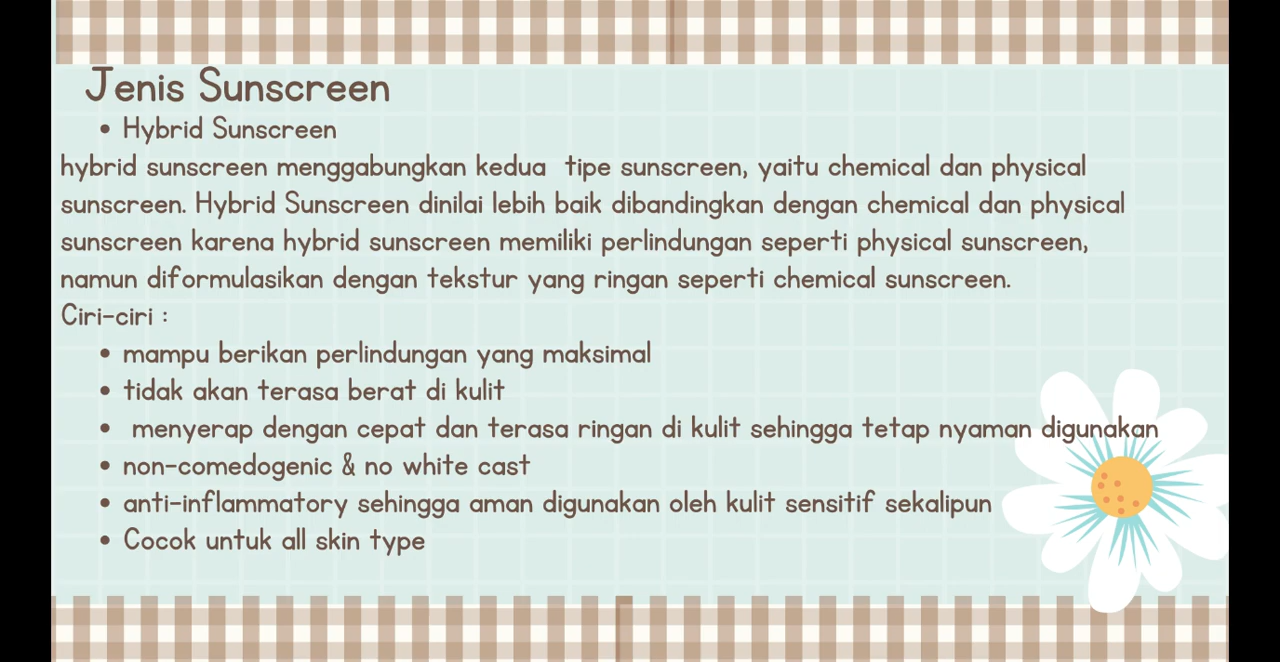 Jenis Sunscreen
• Hybrid Sunscreen
hybrid sunscreen menggabungkan kedua  tipe sunscreen, yaitu chemical dan physical
sunscreen. Hybrid Sunscreen dinilai lebih baik dibandingkan dengan chemical dan physical
sunscreen karena hybrid sunscreen memiliki perlindungan seperti physical sunscreen,
namun diformulasikan dengan tekstur yang ringan seperti chemical sunscreen.
Ciri-ciri :
• mampu berikan perlindungan yang maksimal
• tidak akan terasa berat di kulit
• menyerap dengan cepat dan terasa ringan di kulit sehingga tetap nyaman digunakan
• non-comedogenic & no white cast
• anti-inflammatory sehingga aman digunakan oleh kulit sensitif sekalipun
• Cocok untuk all skin type